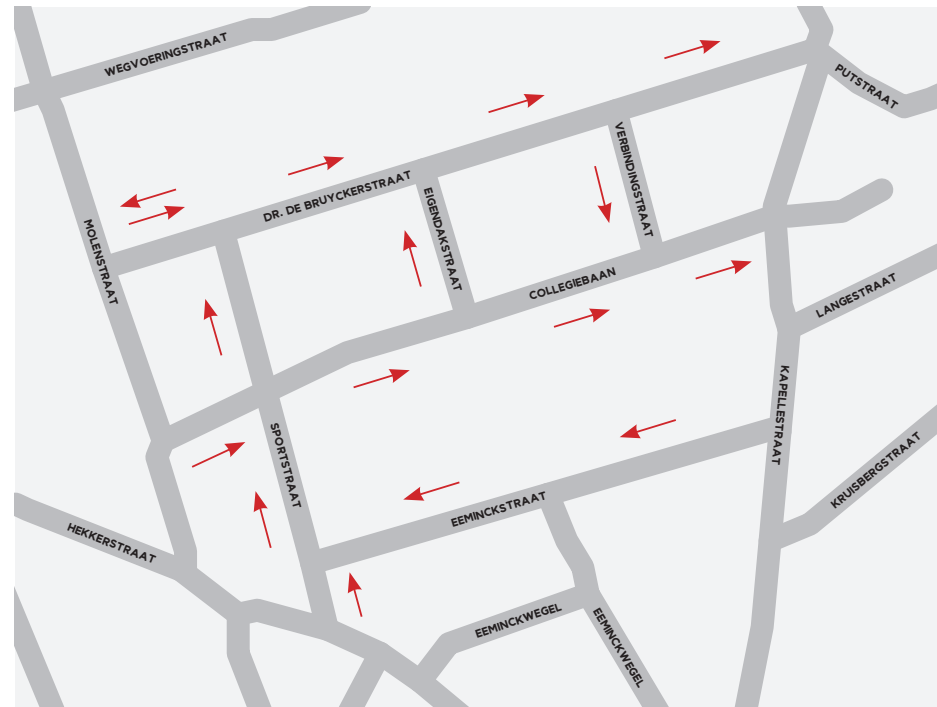 WEGVOERINGSTRAAT
PUTSTRAAT
VERBINDINGSTRAAT
DR. DE BRUYCKERSTRAAT
EIGENDAKSTRAAT
MOLENSTRAAT
COLLEGIEBAAN
LANGESTRAAT
KAPELLESTRAAT
SPORTSTRAAT
KRUISBERGSTRAAT
EEMINCKSTRAAT
HEKKERSTRAAT
EEMINCKWEGEL
EEMINCKWEGEL